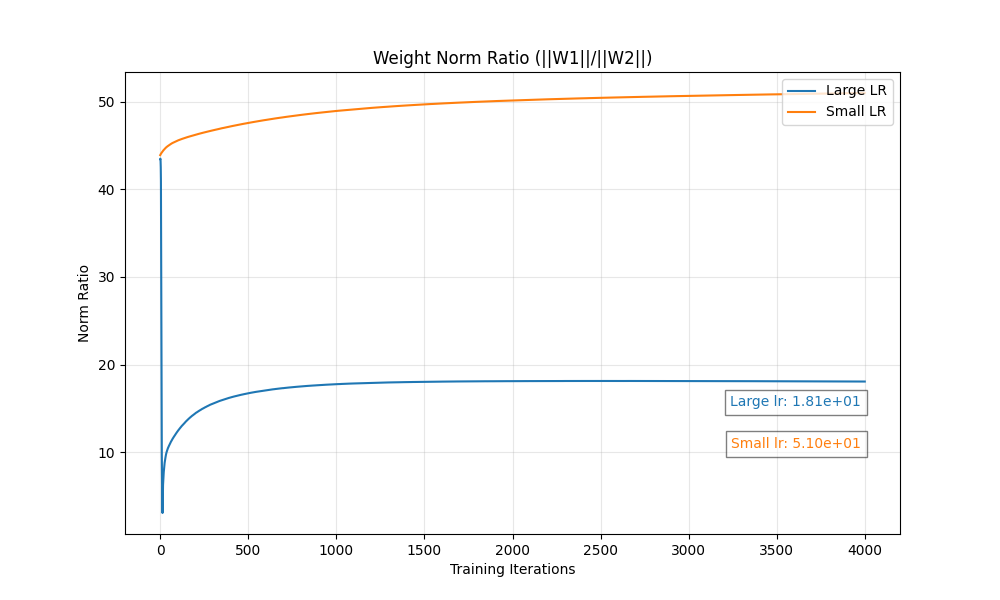 Weight Norm Ratio (||W1||/||W2||)
Large LR
Small LR
Norm Ratio
50
40
30
20
10
Large lr: 1.81e+01
Small lr: 5.10e+01
0
500
1000
1500
2000
2500
3000
3500
4000
Training Iterations